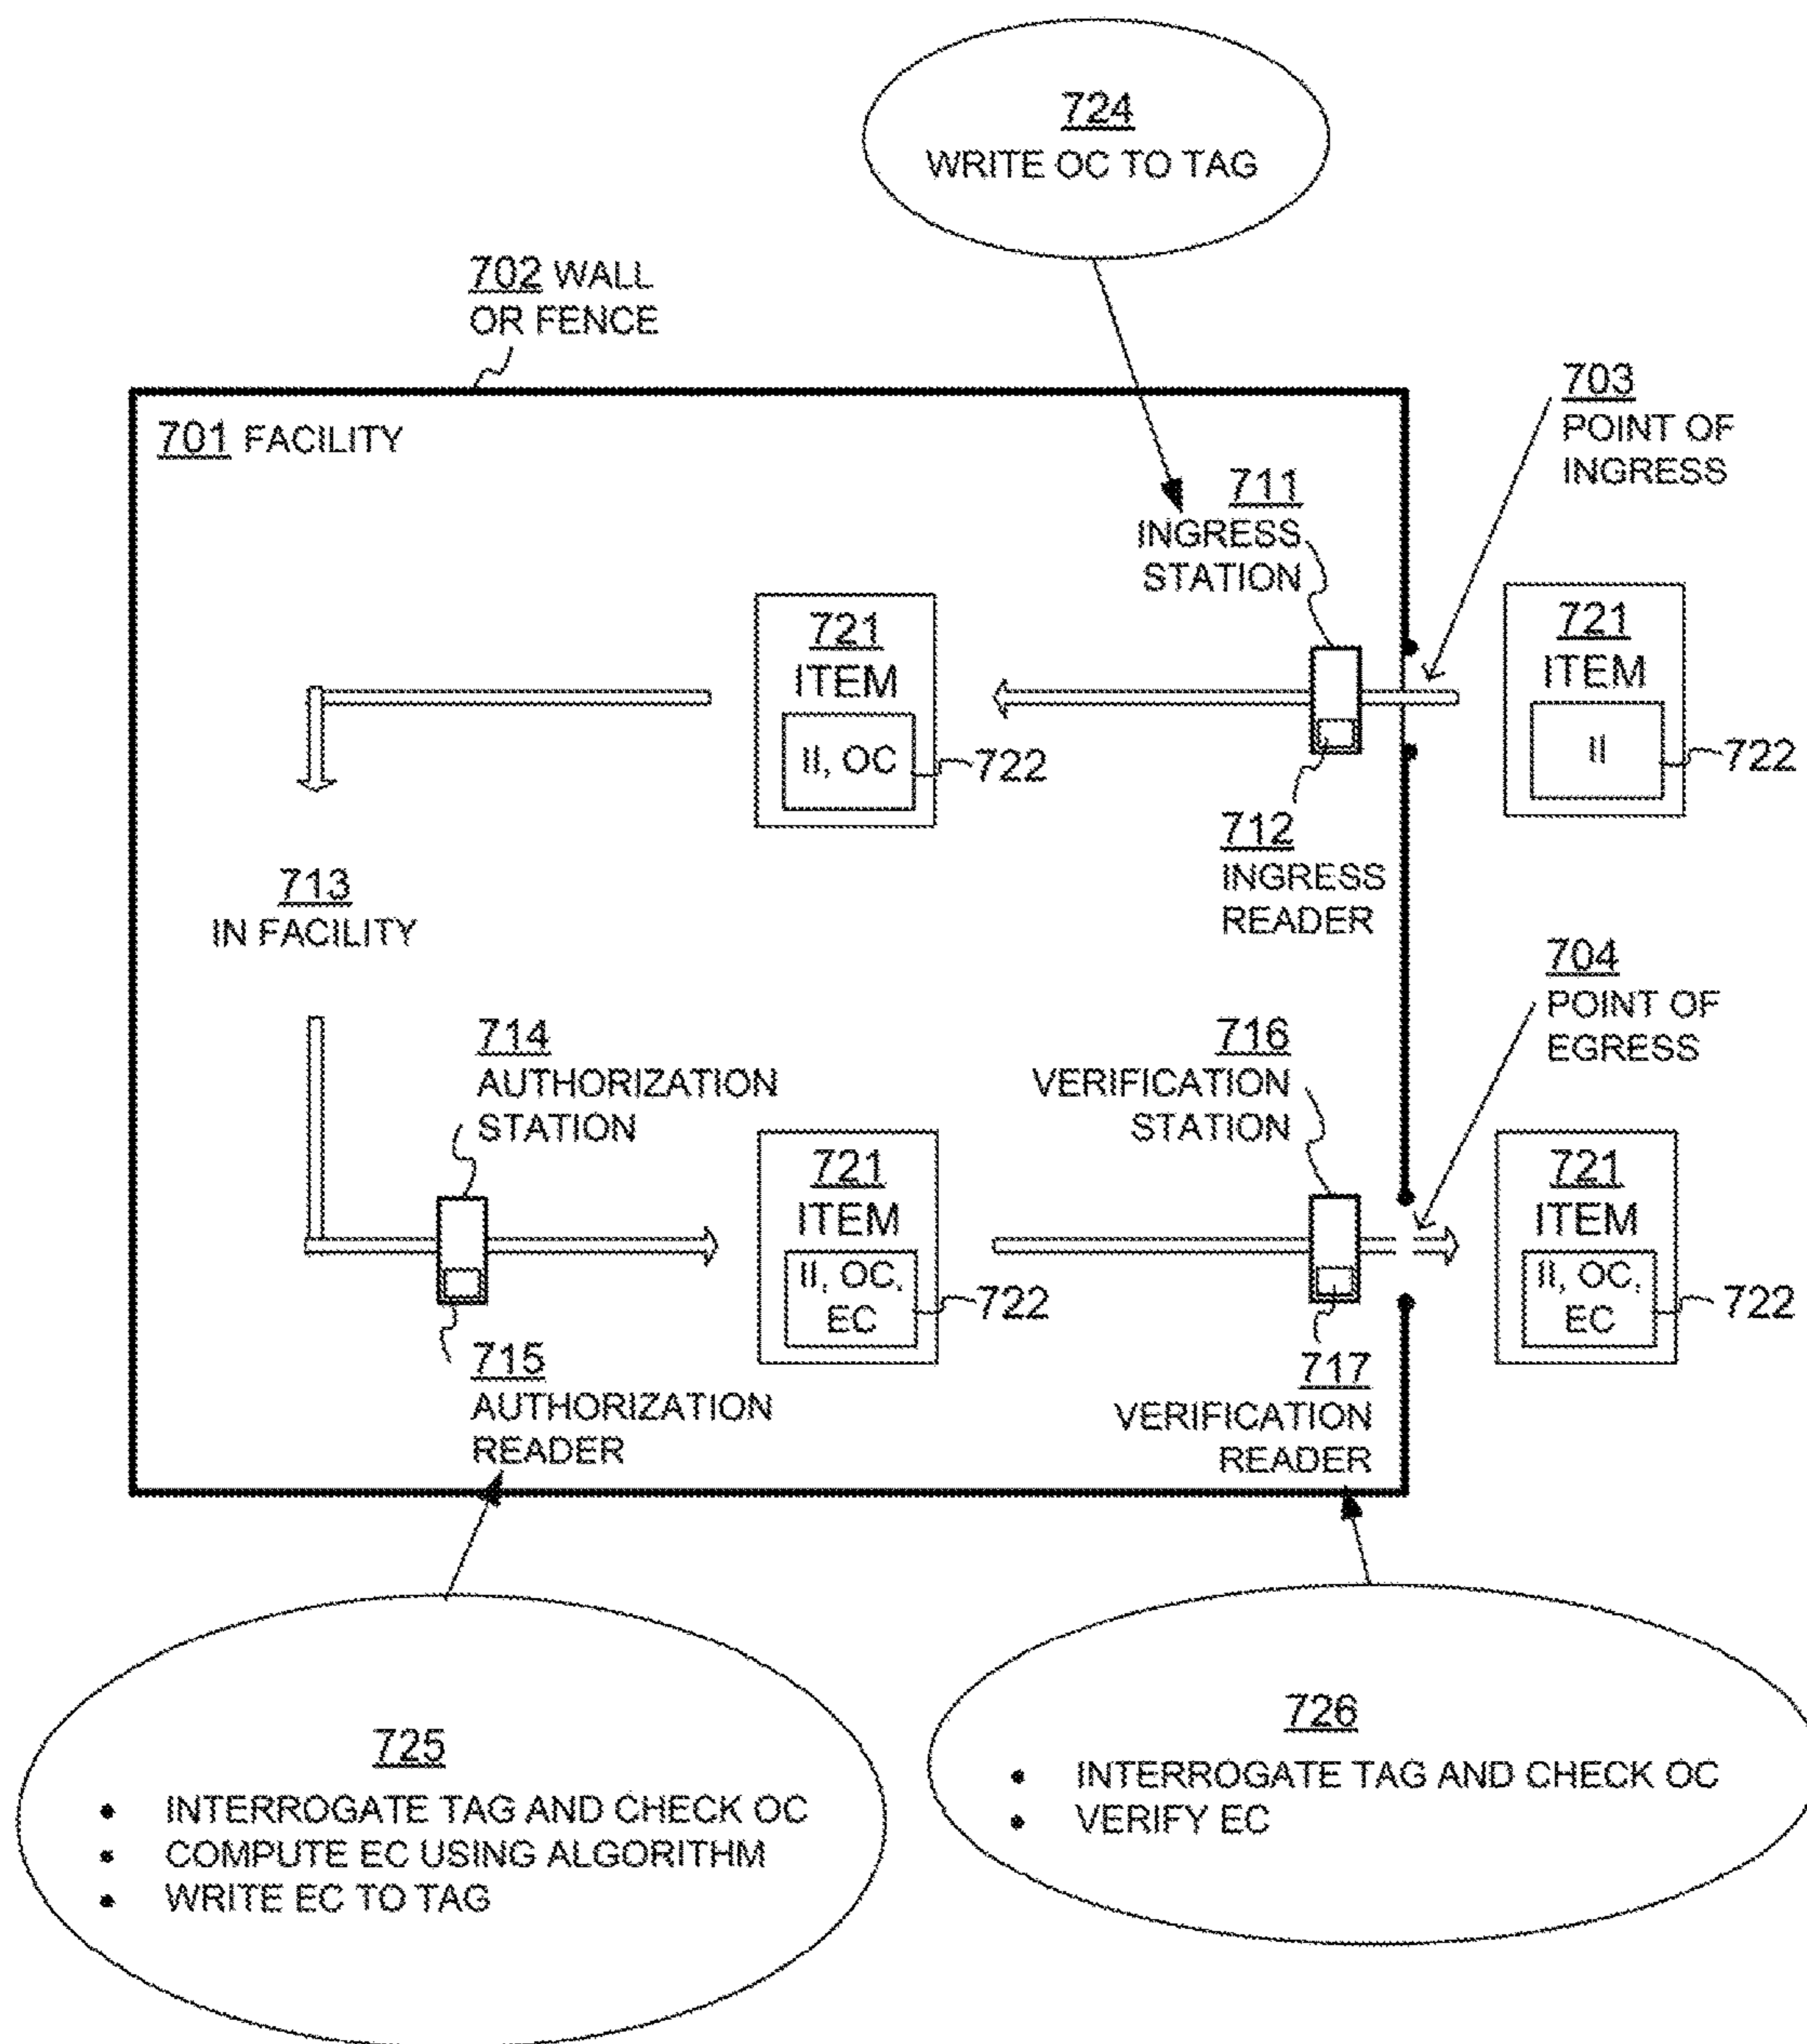 724
WRITE OC TO TAG
702 WALL
OR FENCE
703
POINT OF
INGRESS
701 FACILITY
711
INGRESS
STATION
721
ITEM
II, OC
722
721
ITEM
II
722
712
INGRESS
READER
713
IN FACILITY
704
POINT OF
EGRESS
714
AUTHORIZATION
STATION
716
VERIFICATION
STATION
721
ITEM
II, OC,
EC
722
721
ITEM
II, OC,
EC
722
715
AUTHORIZATION
READER
717
VERIFICATION
READER
725
• INTERROGATE TAG AND CHECK OC
• COMPUTE EC USING ALGORITHM
• WRITE EC TO TAG
726
• INTERROGATE TAG AND CHECK OC
• VERIFY EC